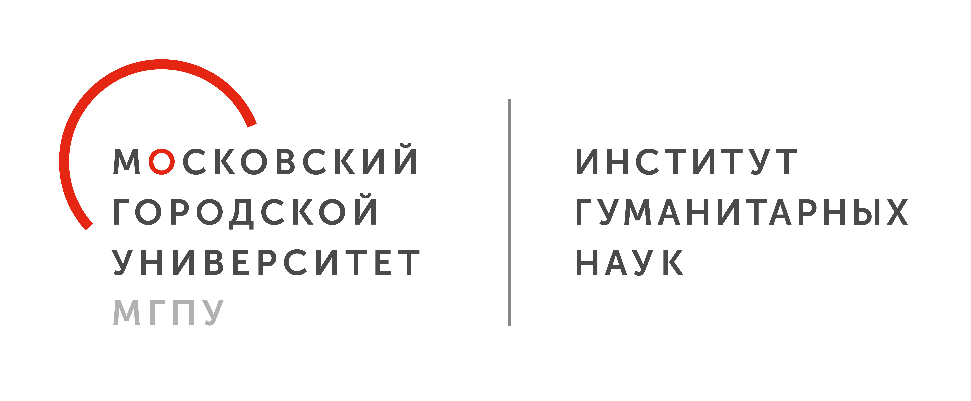 МОСКОВСКИЙ
ГОРОДСКОЙ
УНИВЕРСИТЕТ
МГПУ
ИНСТИТУТ
ГУМАНИТАРНЫХ
НАУК